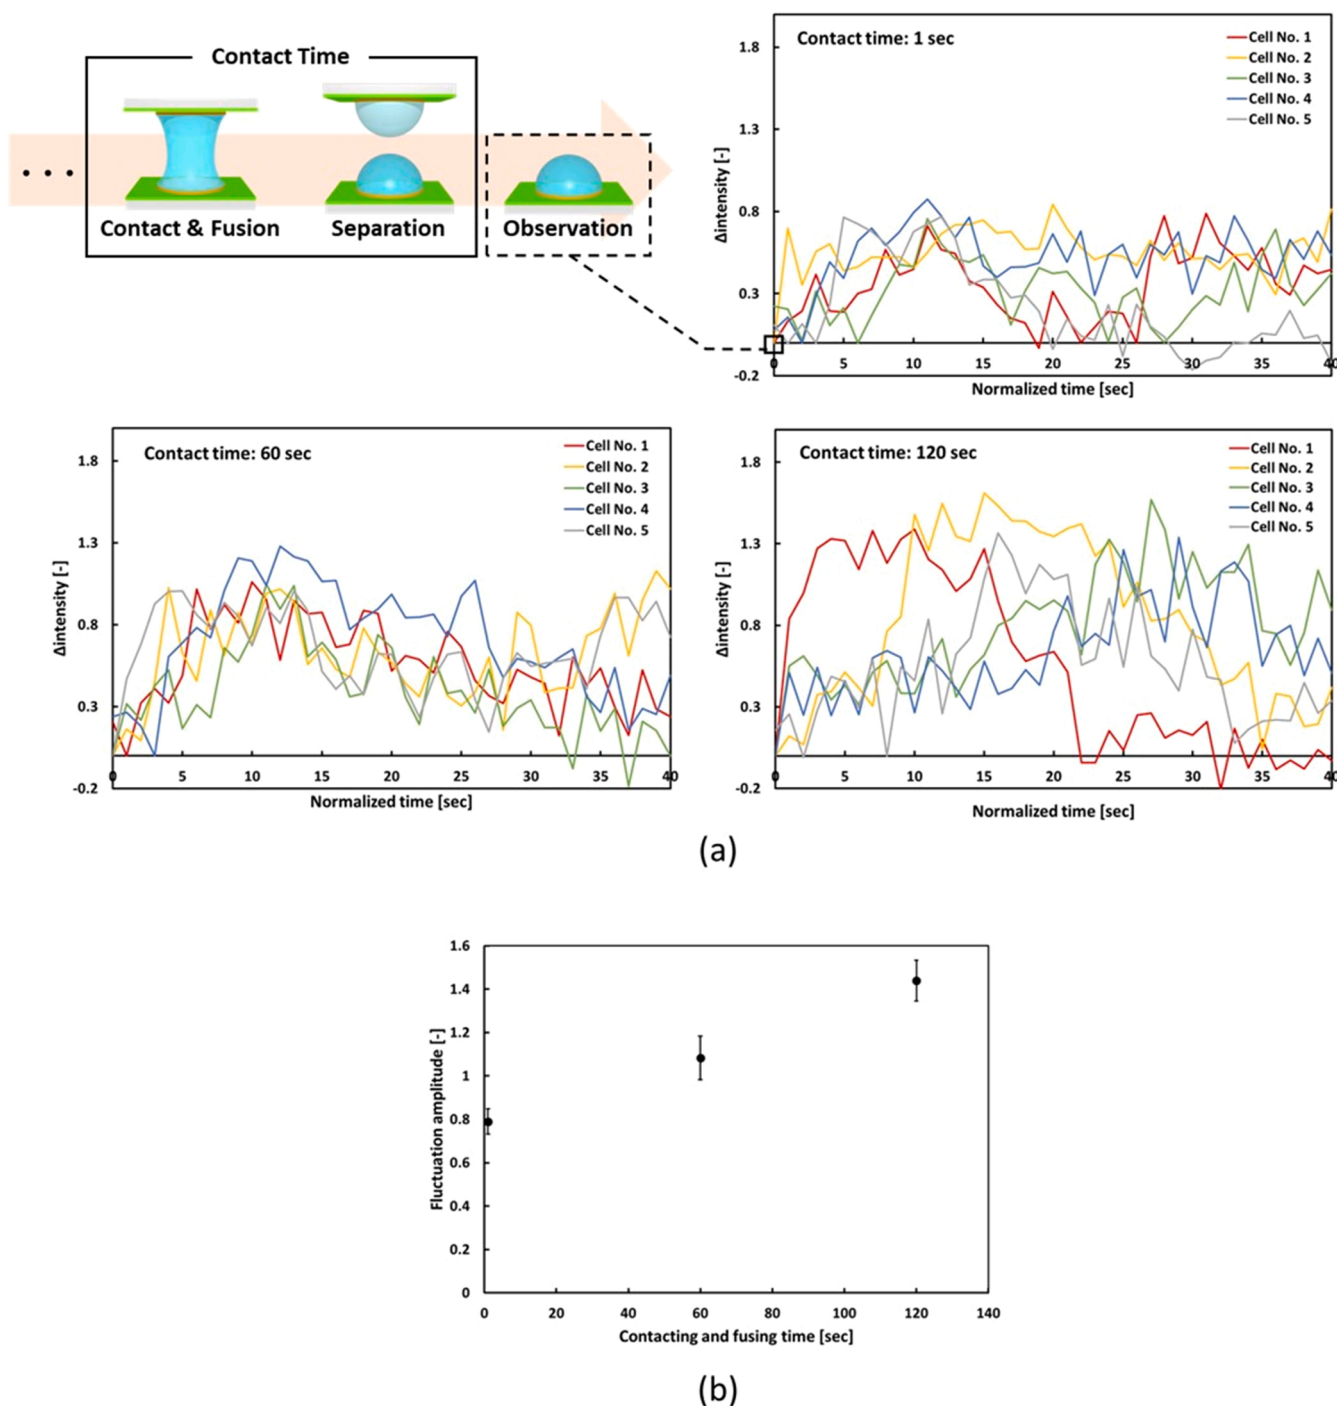 Contact Time
. . .
Contact & Fusion
Separation
Observation
Contact time: 1 sec
Cell No. 1
Cell No. 2
Cell No. 3
Cell No. 4
Cell No. 5
1.8
1.3
0.8
0.3
-0.2
Δintensity [-]
0 5 10 15 20 25 30 35 40
Normalized time [sec]
Contact time: 60 sec
Cell No. 1
Cell No. 2
Cell No. 3
Cell No. 4
Cell No. 5
1.8
1.3
0.8
0.3
-0.2
Δintensity [-]
0 5 10 15 20 25 30 35 40
Normalized time [sec]
Contact time: 120 sec
Cell No. 1
Cell No. 2
Cell No. 3
Cell No. 4
Cell No. 5
1.8
1.3
0.8
0.3
-0.2
Δintensity [-]
0 5 10 15 20 25 30 35 40
Normalized time [sec]
(a)
1.6
1.4
1.2
1
0.8
0.6
0.4
0.2
0
Fluctuation amplitude [-]
0 20 40 60 80 100 120 140
Contacting and fusing time [sec]
(b)